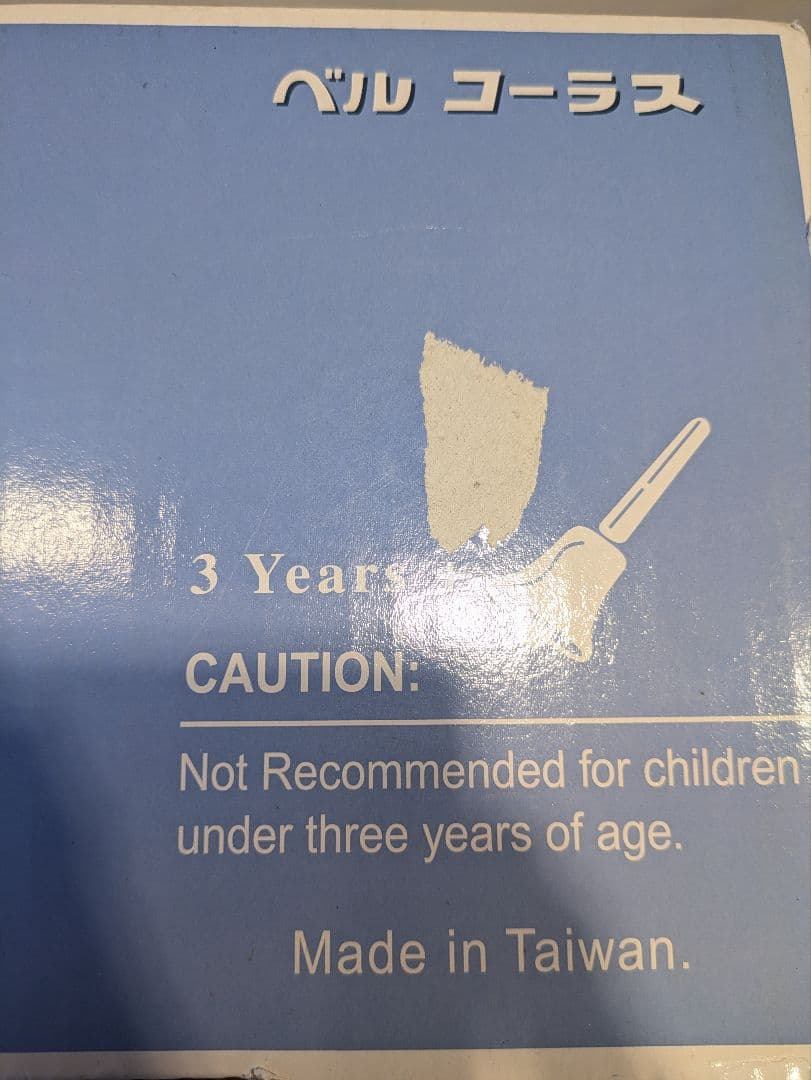 ベル コーラス
3 Years +
CAUTION:
Not Recommended for children
under three years of age.
Made in Taiwan.